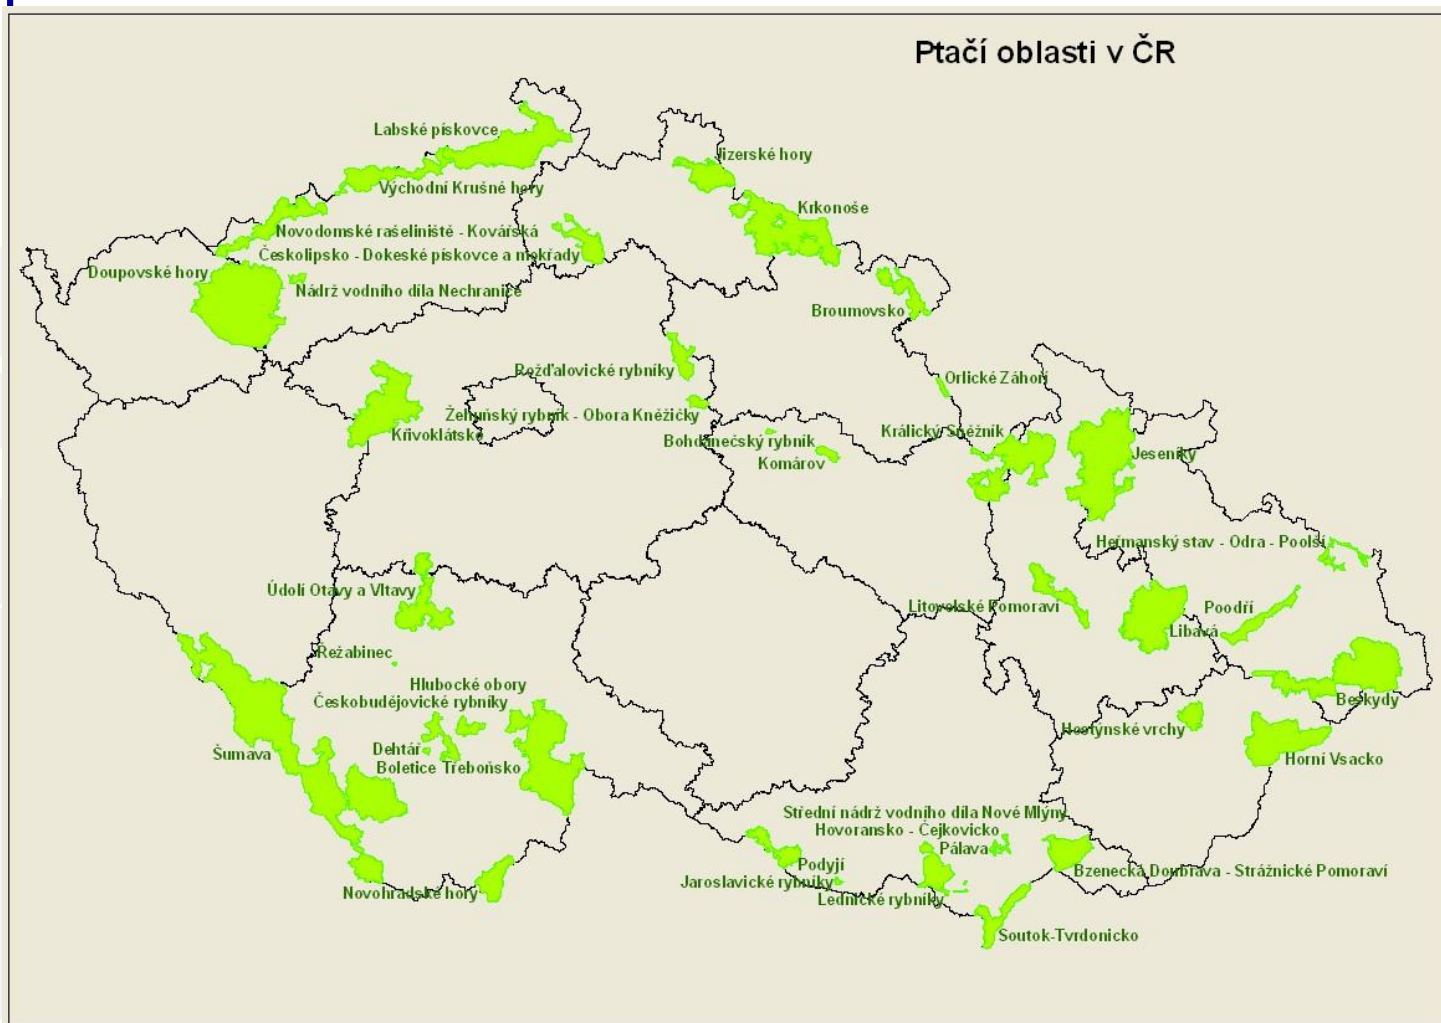 Ptačí oblasti v ČR
Labské pískovce
Jizerské hory
Východní Krušné hory
Krkonoše
Novodomské rašeliniště - Kovářská
Českolipsko - Dokeské pískovce a mokřady
Doupovské hory
Nádrž vodního díla Nechranice
Broumovsko
Rožďalovické rybníky
Orlické Záhoří
Žehuňský rybník - Obora Kněžičky
Křivoklátsko
Králický Sněžník
Bohdanečský rybník
Komárov
Jeseníky
Heřmanský stav - Odra - Poolší
Údolí Otavy a Vltavy
Litovelské Pomoraví
Poodří
Libavá
Řežabinec
Hlubocké obory
Českobudějovické rybníky
Beskydy
Hostýnské vrchy
Dehtář
Šumava
Boletice Třeboňsko
Horní Vsacko
Střední nádrž vodního díla Nové Mlýny
Hovoransko - Čejkovicko
Pálava
Podyjí
Bzenecká Doubrava - Strážnické Pomoraví
Jaroslavické rybníky
Novohradské hory
Lednické rybníky
Soutok-Tvrdonicko